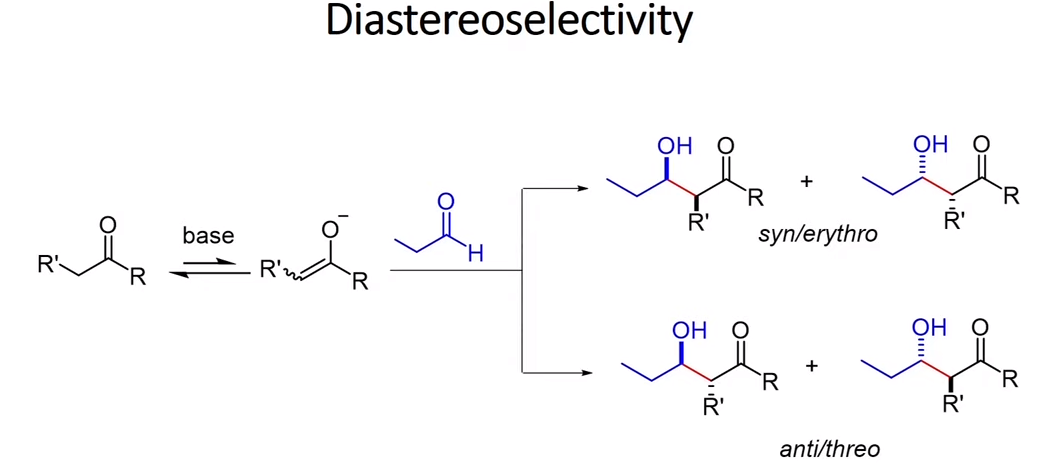 Diastereoselectivity
OH O OH O
R + R
R' R'
syn/erythro
O
R' R
base
O−
R' R
O
H
OH O OH O
R + R
R' R'
anti/threo